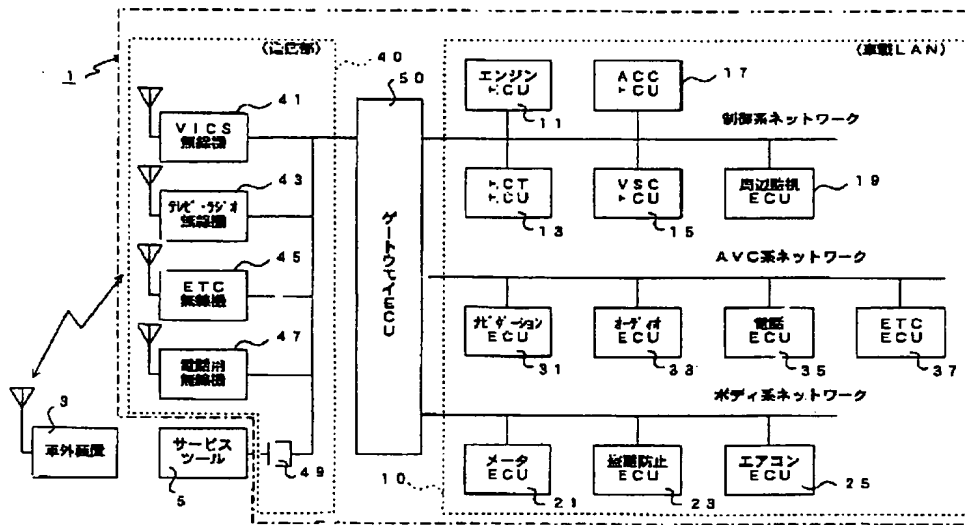 1
〈通信部〉
40
41
VICS
無線機
43
テレビ・ラジオ
無線機
45
ETC
無線機
47
電話用
無線機
3
車外装置
サービス
ツール
5
49
50
ゲートウェイECU
〈車載LAN〉
エンジン
ECU
11
ACC
ECU
17
制御系ネットワーク
ECT
ECU
13
VSC
ECU
15
周辺監視
ECU
19
AVC系ネットワーク
ナビゲーション
ECU
31
オーディオ
ECU
33
電話
ECU
35
ETC
ECU
37
ボディ系ネットワーク
10
メータ
ECU
21
盗難防止
ECU
23
エアコン
ECU
25